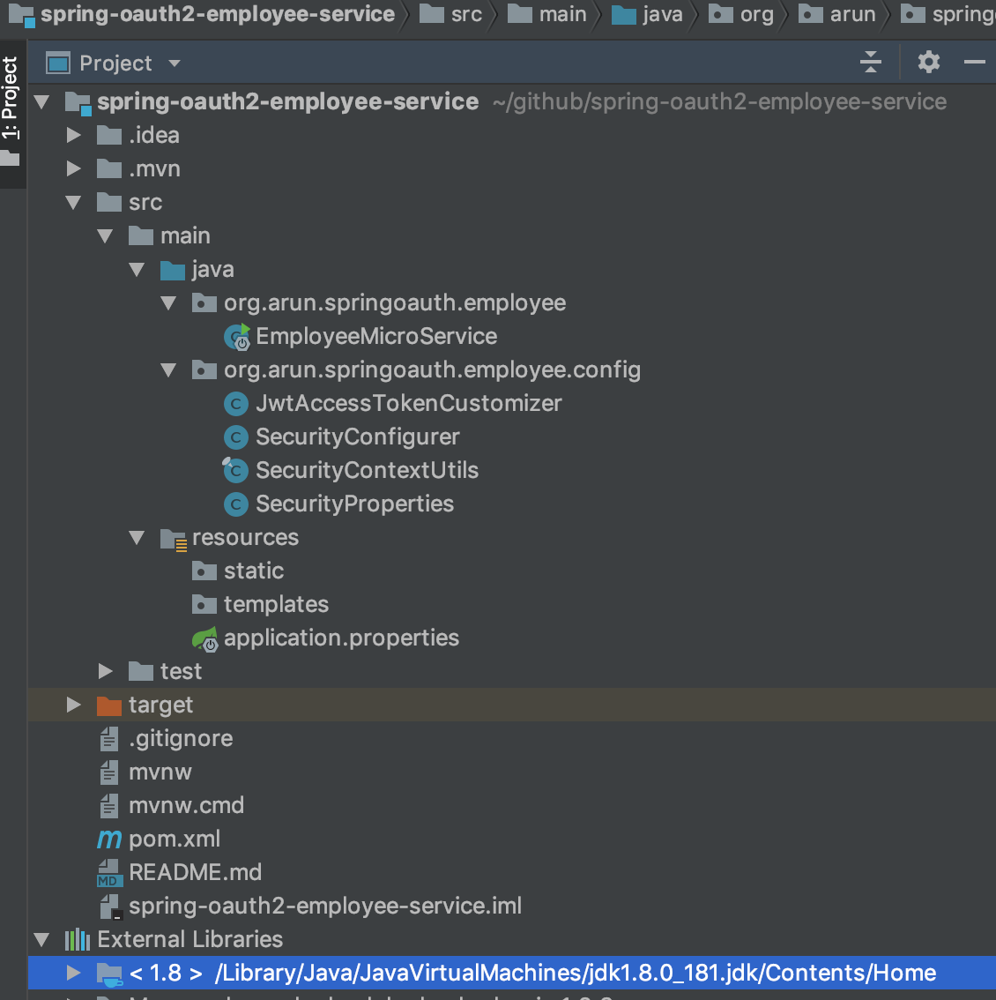 spring-oauth2-employee-service src main java org arun spring
1: Project
Project
spring-oauth2-employee-service ~/github/spring-oauth2-employee-service
.idea
.mvn
src
main
java
org.arun.springoauth.employee
EmployeeMicroService
org.arun.springoauth.employee.config
C JwtAccessTokenCustomizer
C SecurityConfigurer
C SecurityContextUtils
C SecurityProperties
resources
static
templates
application.properties
test
target
.gitignore
mvnw
mvnw.cmd
m pom.xml
MD README.md
spring-oauth2-employee-service.iml
External Libraries
< 1.8 > /Library/Java/JavaVirtualMachines/jdk1.8.0_181.jdk/Contents/Home